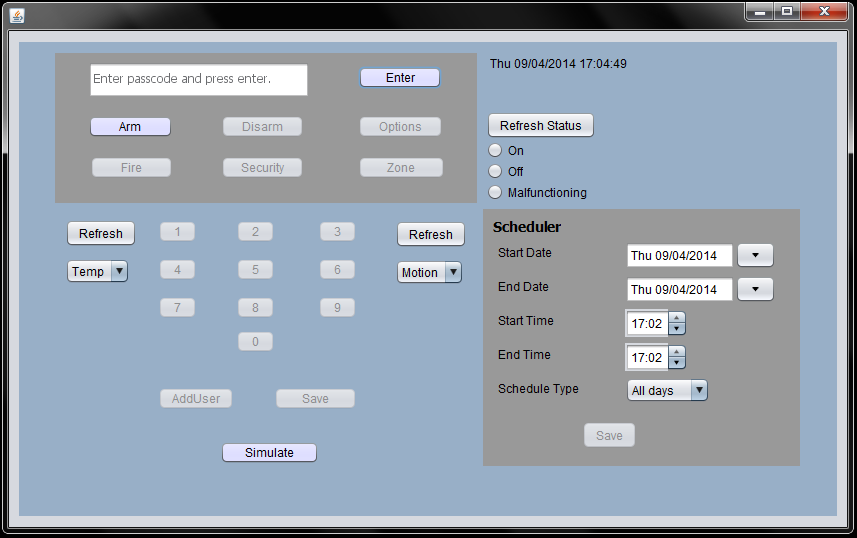 Enter passcode and press enter.
Enter
Thu 09/04/2014 17:04:49
Arm
Disarm
Options
Refresh Status
Fire
Security
Zone
On
Off
Malfunctioning
Refresh
1
2
3
Refresh
Temp
4
5
6
Motion
7
8
9
0
AddUser
Save
Simulate
Scheduler
Start Date
Thu 09/04/2014
End Date
Thu 09/04/2014
Start Time
17:02
End Time
17:02
Schedule Type
All days
Save